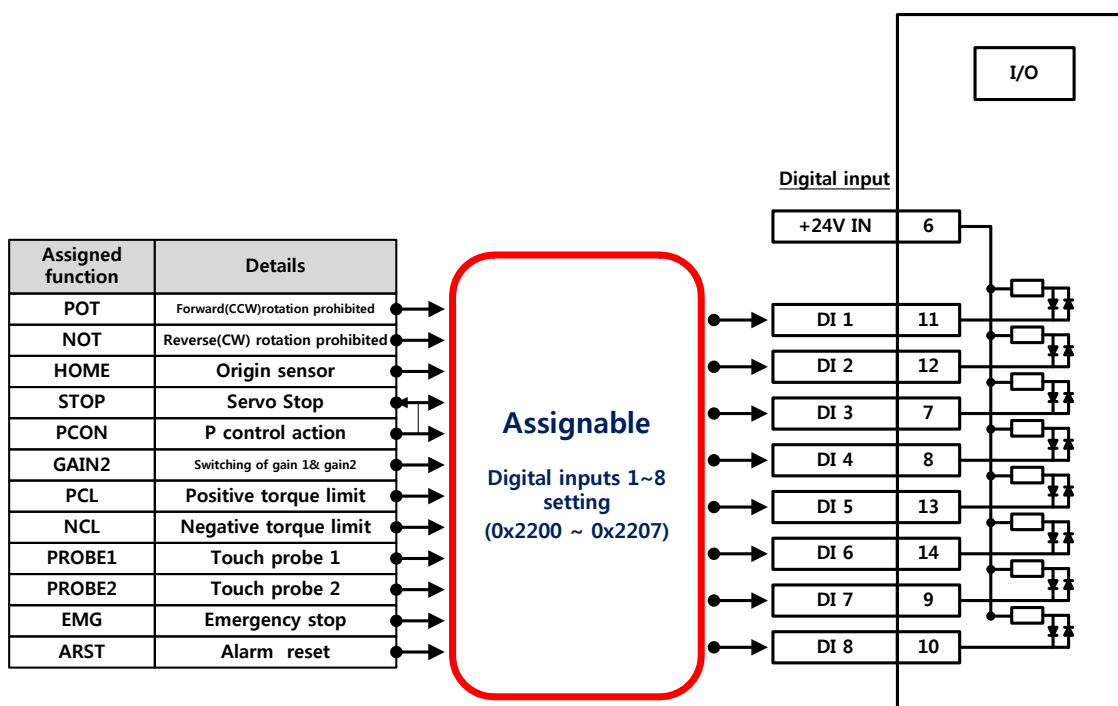 I/O
Digital input
+24V IN 6
Assigned function Details
POT Forward(CCW)rotation prohibited
NOT Reverse(CW) rotation prohibited
HOME Origin sensor
STOP Servo Stop
PCON P control action
GAIN2 Switching of gain 1& gain2
PCL Positive torque limit
NCL Negative torque limit
PROBE1 Touch probe 1
PROBE2 Touch probe 2
EMG Emergency stop
ARST Alarm reset
Assignable
Digital inputs 1~8
setting
(0x2200 ~ 0x2207)
DI 1 11
DI 2 12
DI 3 7
DI 4 8
DI 5 13
DI 6 14
DI 7 9
DI 8 10